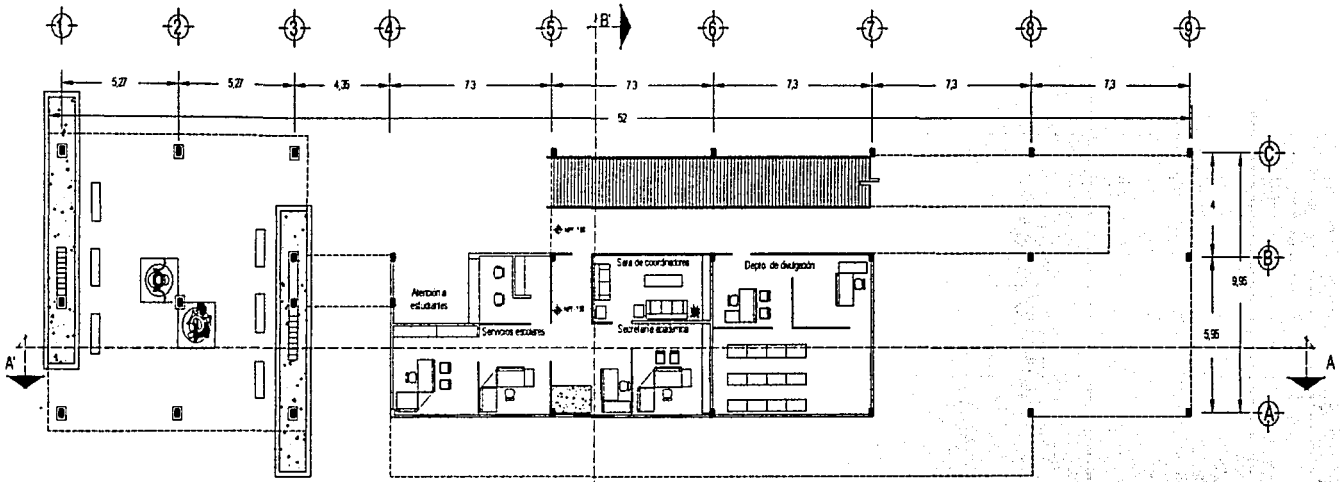 1 2 3 4 5 B' 6 7 8 9
5,27 5,27 4,35 7,3 7,3 7,3 7,3 7,3
52
C
4
B
9,95
5,95
A
Sala de coordinadores
Depto. de divulgación
Atención a
estudiantes
Servicios escolares
Secretaría académica
A' A